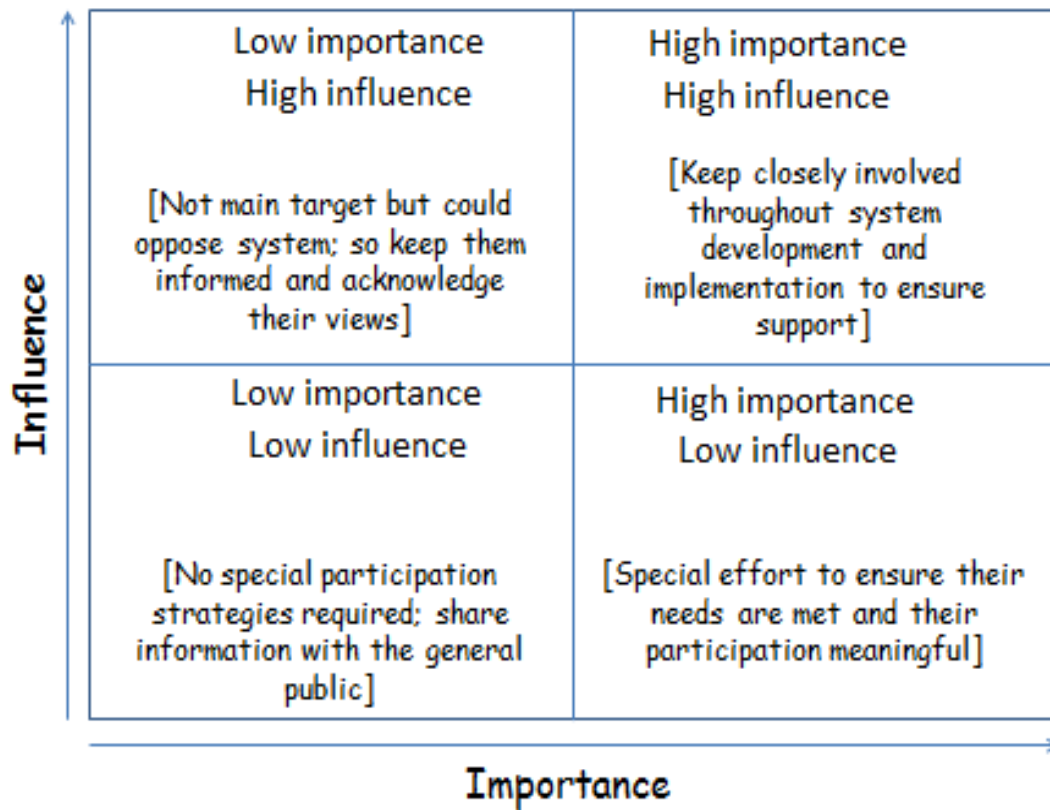 Influence
Low importance
High influence
[Not main target but could
oppose system; so keep them
informed and acknowledge
their views]
High importance
High influence
[Keep closely involved
throughout system
development and
implementation to ensure
support]
Low importance
Low influence
[No special participation
strategies required; share
information with the general
public]
High importance
Low influence
[Special effort to ensure their
needs are met and their
participation meaningful]
Importance